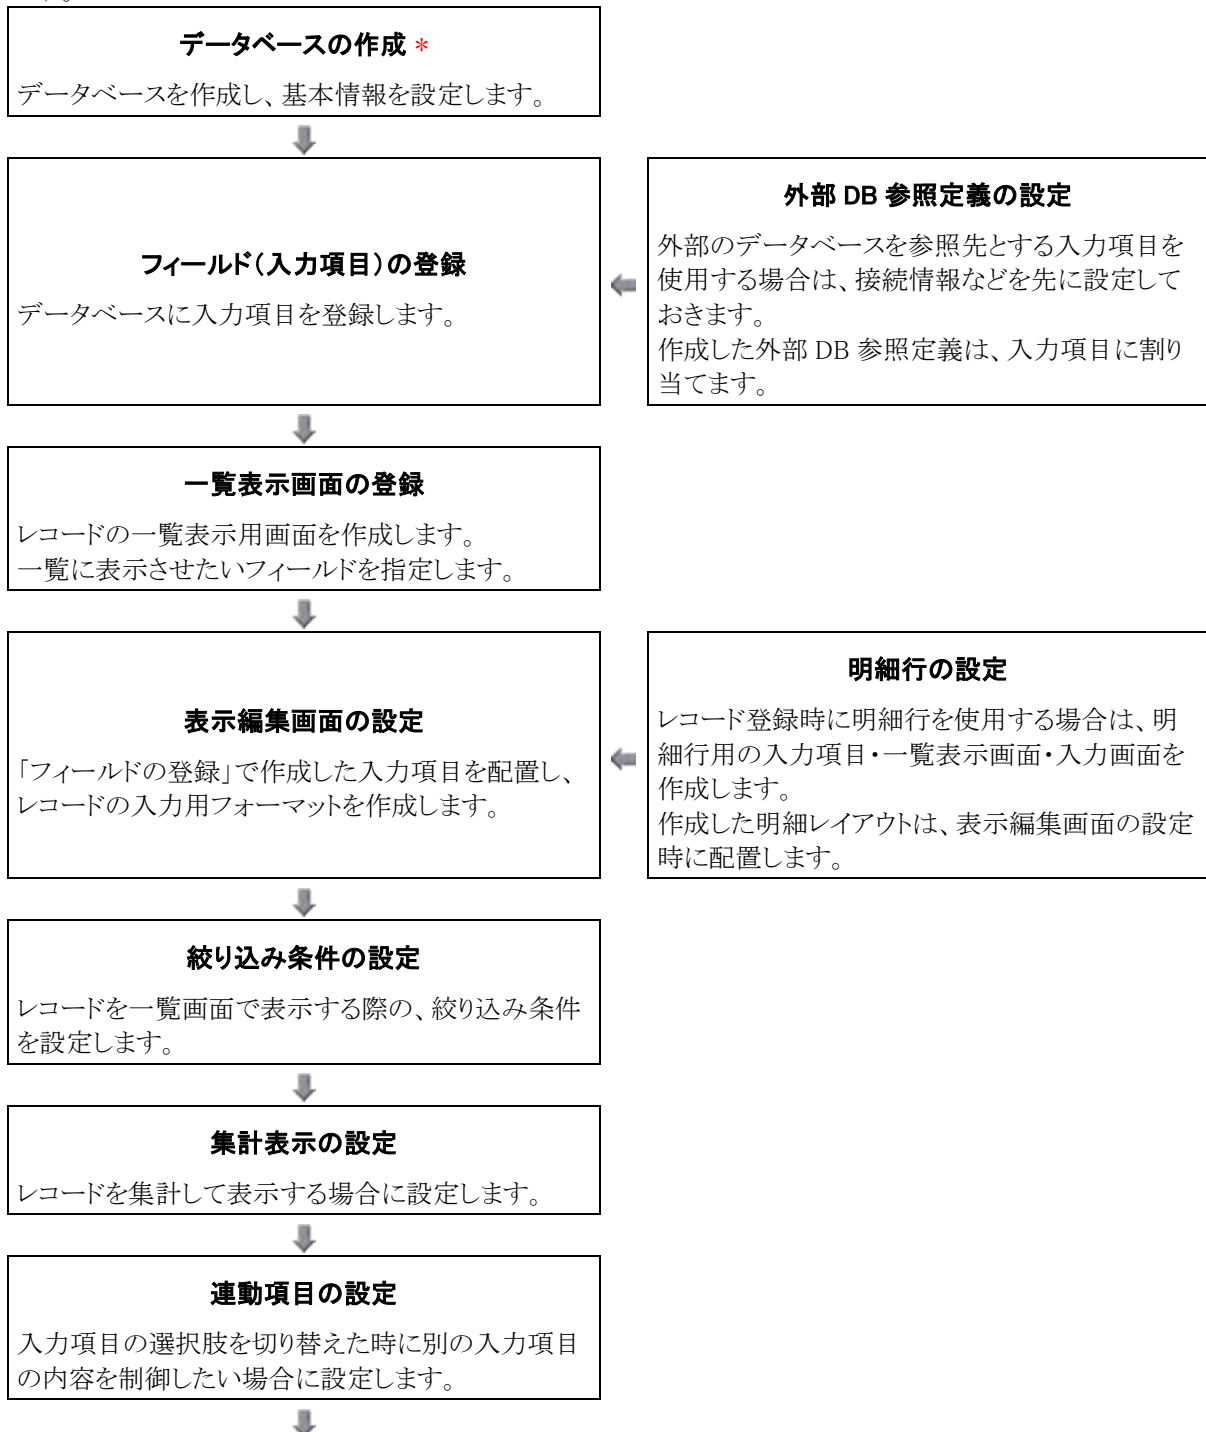 データベースの作成 *
データベースを作成し、基本情報を設定します。
フィールド（入力項目）の登録
データベースに入力項目を登録します。
外部 DB 参照定義の設定
外部のデータベースを参照先とする入力項目を
使用する場合は、接続情報などを先に設定して
おきます。
作成した外部 DB 参照定義は、入力項目に割り
当てます。
一覧表示画面の登録
レコードの一覧表示用画面を作成します。
一覧に表示させたいフィールドを指定します。
表示編集画面の設定
「フィールドの登録」で作成した入力項目を配置し、
レコードの入力用フォーマットを作成します。
明細行の設定
レコード登録時に明細行を使用する場合は、明
細行用の入力項目・一覧表示画面・入力画面を
作成します。
作成した明細レイアウトは、表示編集画面の設定
時に配置します。
絞り込み条件の設定
レコードを一覧画面で表示する際の、絞り込み条件
を設定します。
集計表示の設定
レコードを集計して表示する場合に設定します。
連動項目の設定
入力項目の選択肢を切り替えた時に別の入力項目
の内容を制御したい場合に設定します。